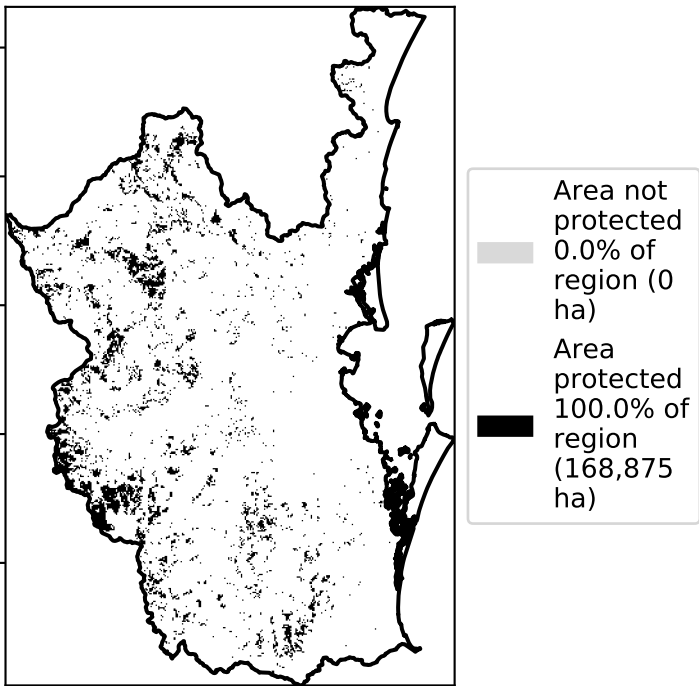 Area not
protected
0.0% of
region (0
ha)
Area
protected
100.0% of
region
(168,875
ha)